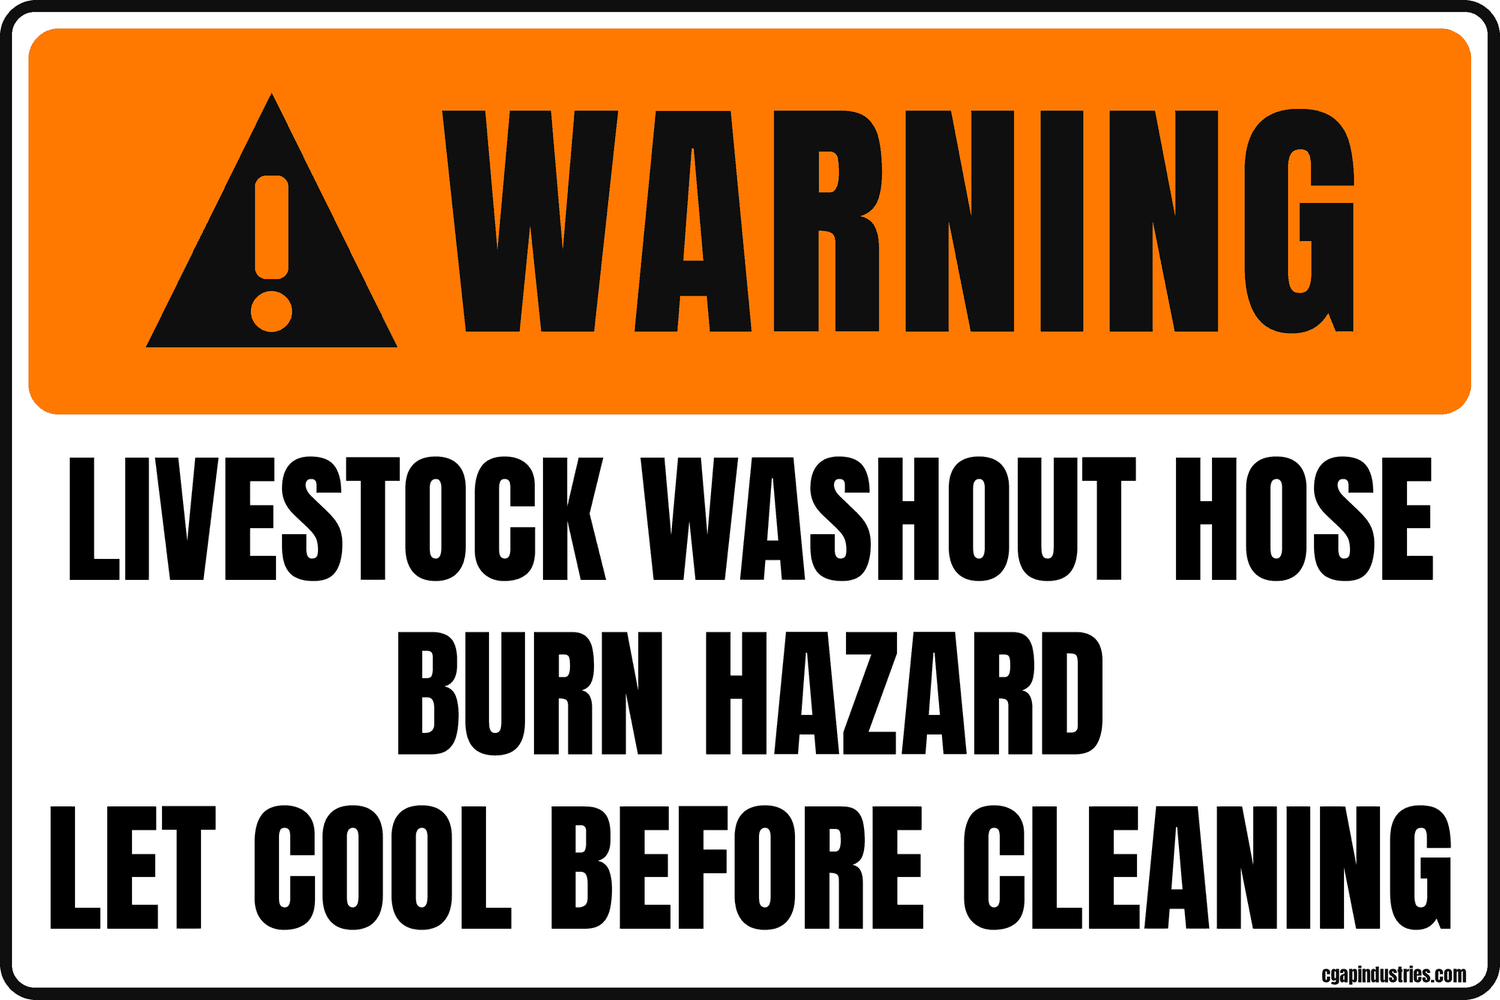 WARNING
LIVESTOCK WASHOUT HOSE
BURN HAZARD
LET COOL BEFORE CLEANING
cgapindustries.com